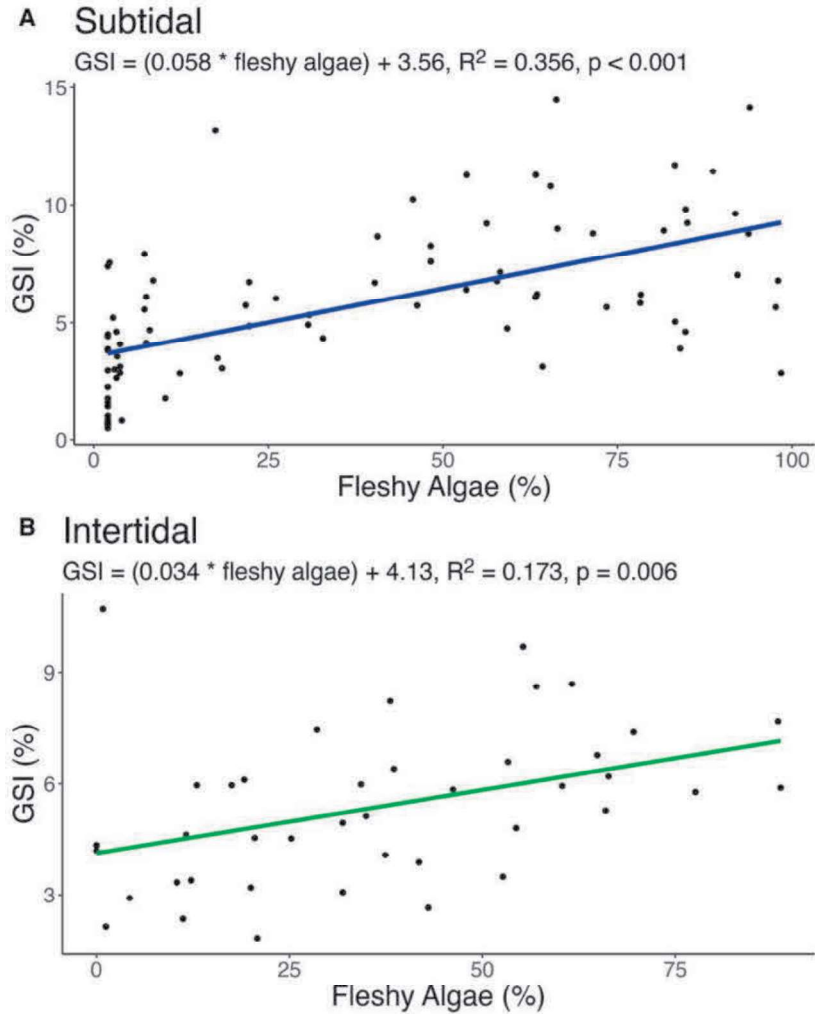 A Subtidal
GSI = (0.058 * fleshy algae) + 3.56, R² = 0.356, p < 0.001
15
10
5
0
GSI (%)
0 25 50 75 100
Fleshy Algae (%)
B Intertidal
GSI = (0.034 * fleshy algae) + 4.13, R² = 0.173, p = 0.006
9
6
3
GSI (%)
0 25 50 75
Fleshy Algae (%)